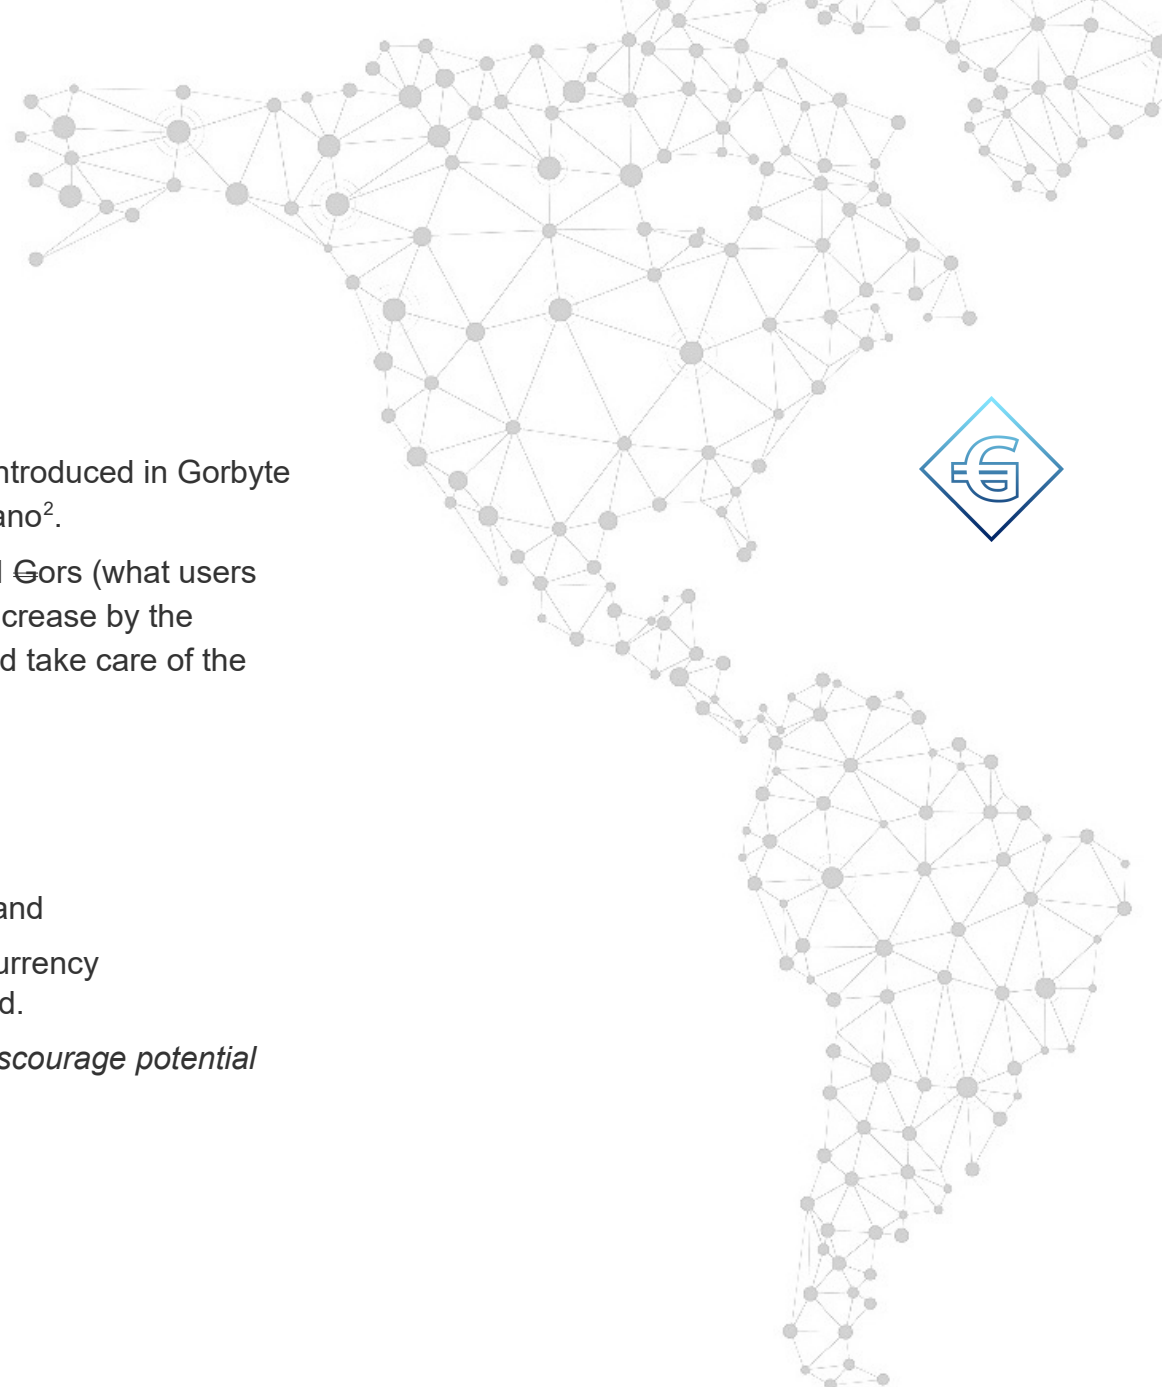 ntroduced in Gorbyte
ano².
Gors (what users
crease by the
d take care of the
and
urrency
d.
scourage potential